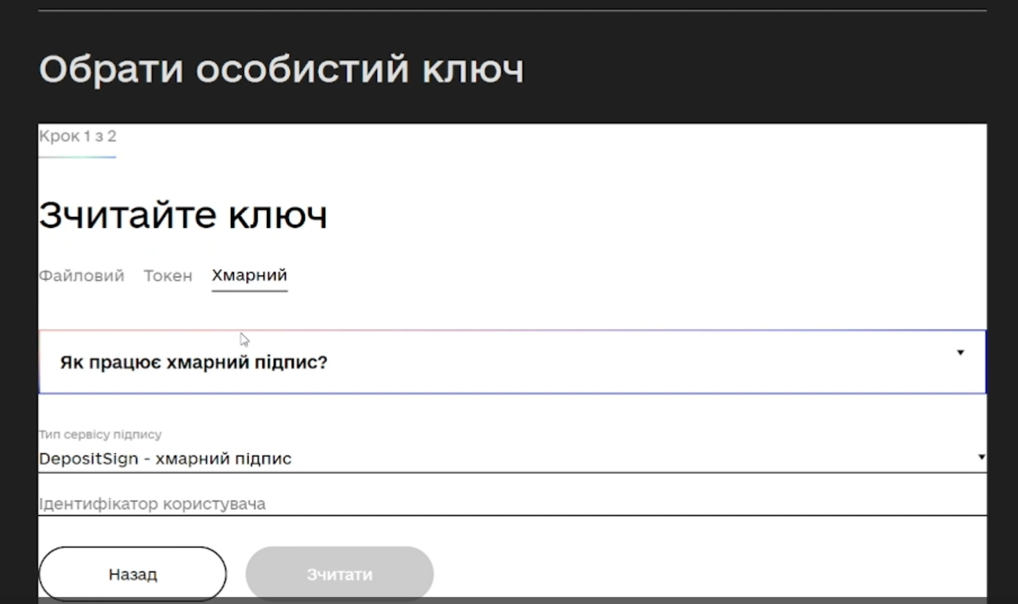 Обрати особистий ключ
Крок 1 з 2
Зчитайте ключ
Файловий Токен Хмарний
Як працює хмарний підпис?
Тип сервісу підпису
DepositSign - хмарний підпис
Ідентифікатор користувача
Назад Зчитати